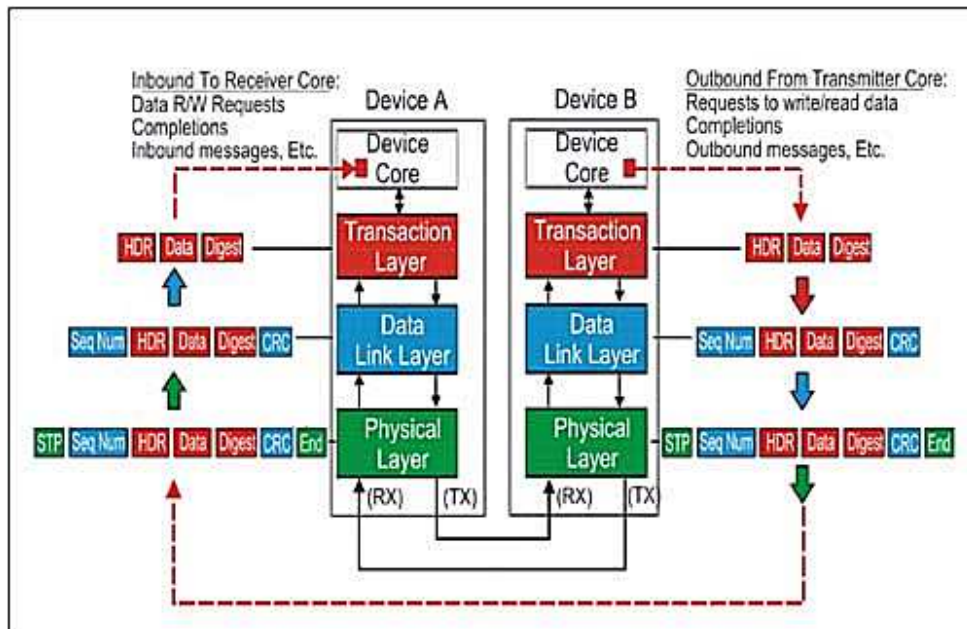 Inbound To Receiver Core:
Data R/W Requests
Completions
Inbound messages, Etc.
Device A
Device B
Outbound From Transmitter Core:
Requests to write/read data
Completions
Outbound messages, Etc.
Device
Core
Device
Core
HDR Data Digest
Transaction
Layer
Transaction
Layer
HDR Data Digest
Seq Num HDR Data Digest CRC
Data
Link Layer
Data
Link Layer
Seq Num HDR Data Digest CRC
STP Seq Num HDR Data Digest CRC End
Physical
Layer
Physical
Layer
STP Seq Num HDR Data Digest CRC End
(RX) (TX)
(RX) (TX)